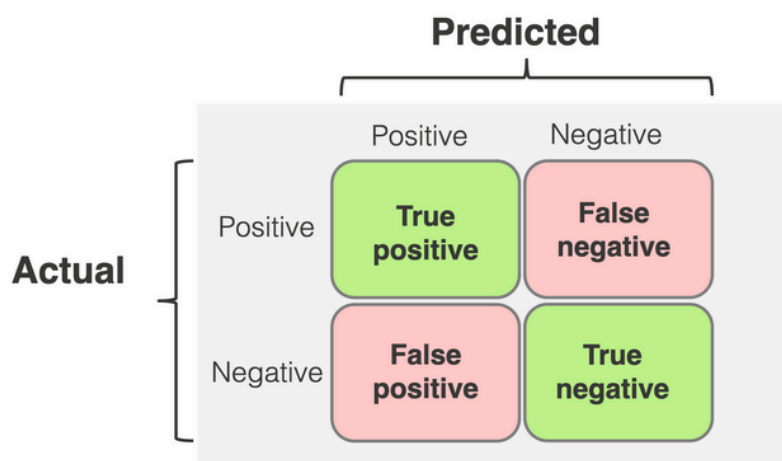 Predicted
Positive Negative
Actual
Positive
True
positive
False
negative
Negative
False
positive
True
negative